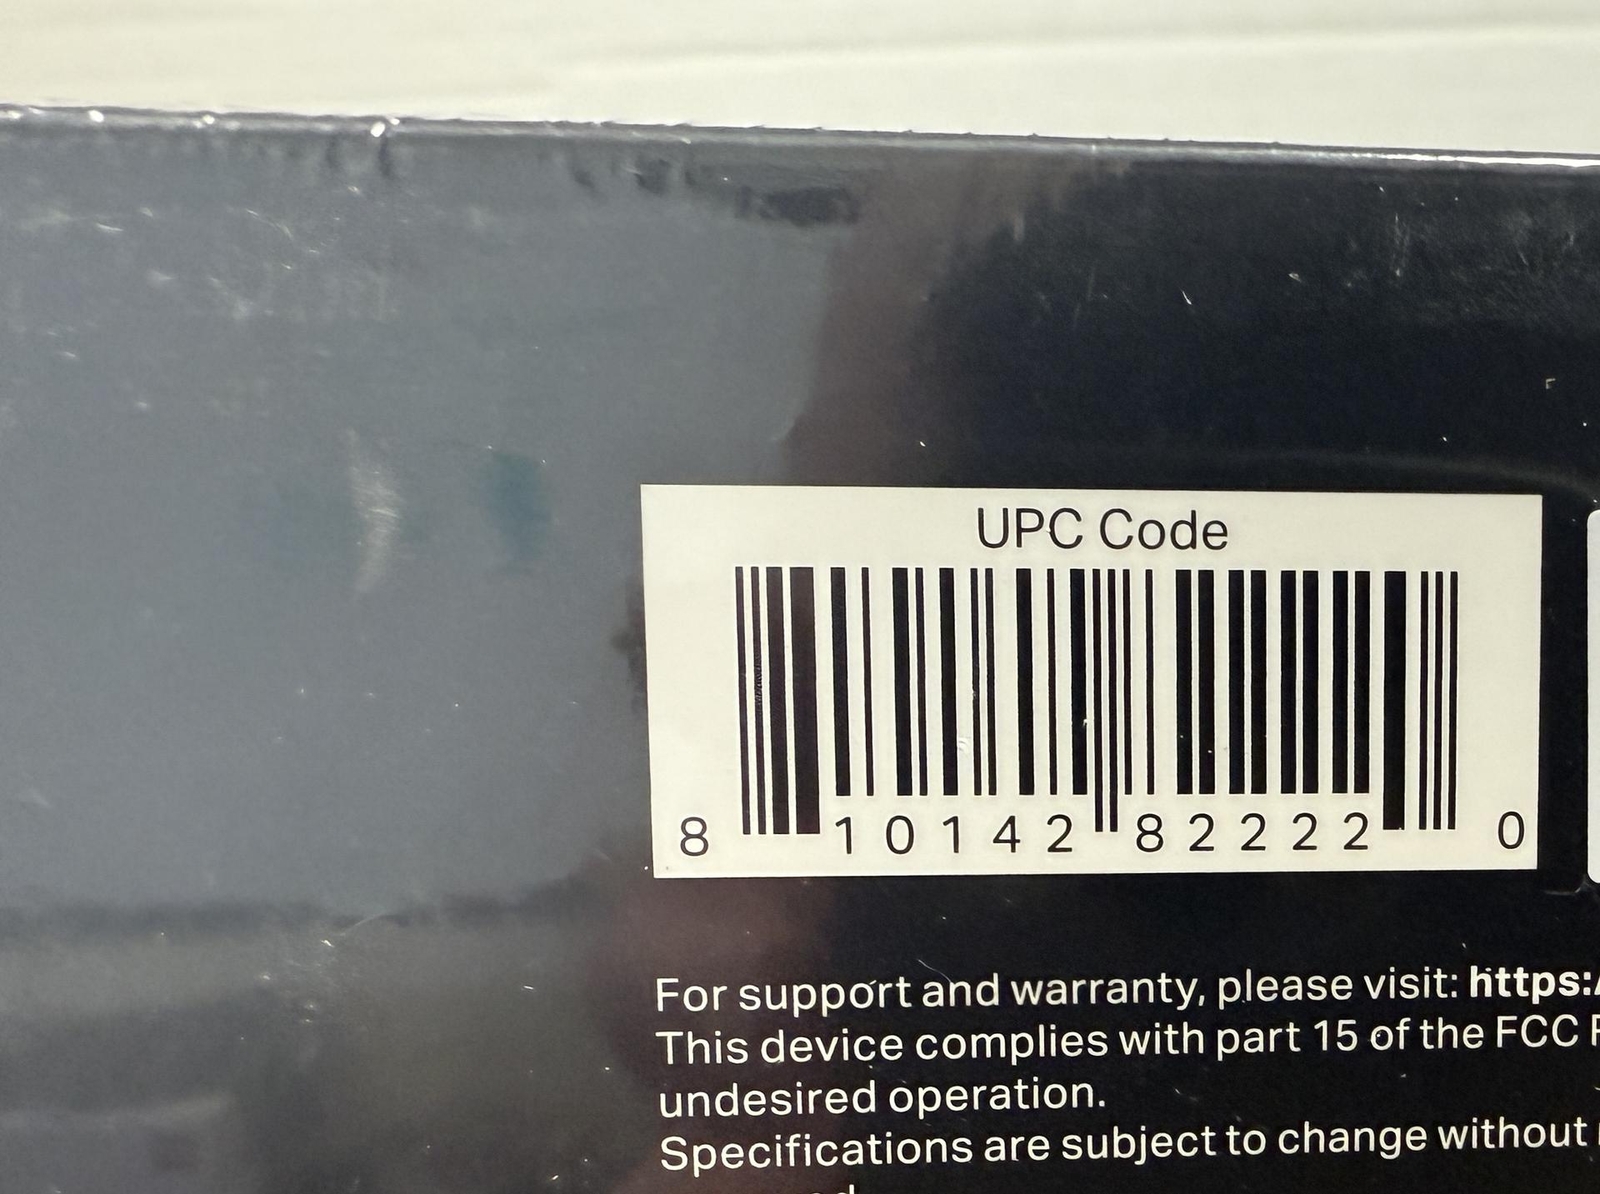 UPC Code
8 10142 82222 0
For support and warranty, please visit: https:/
This device complies with part 15 of the FCC
undesired operation.
Specifications are subject to change without